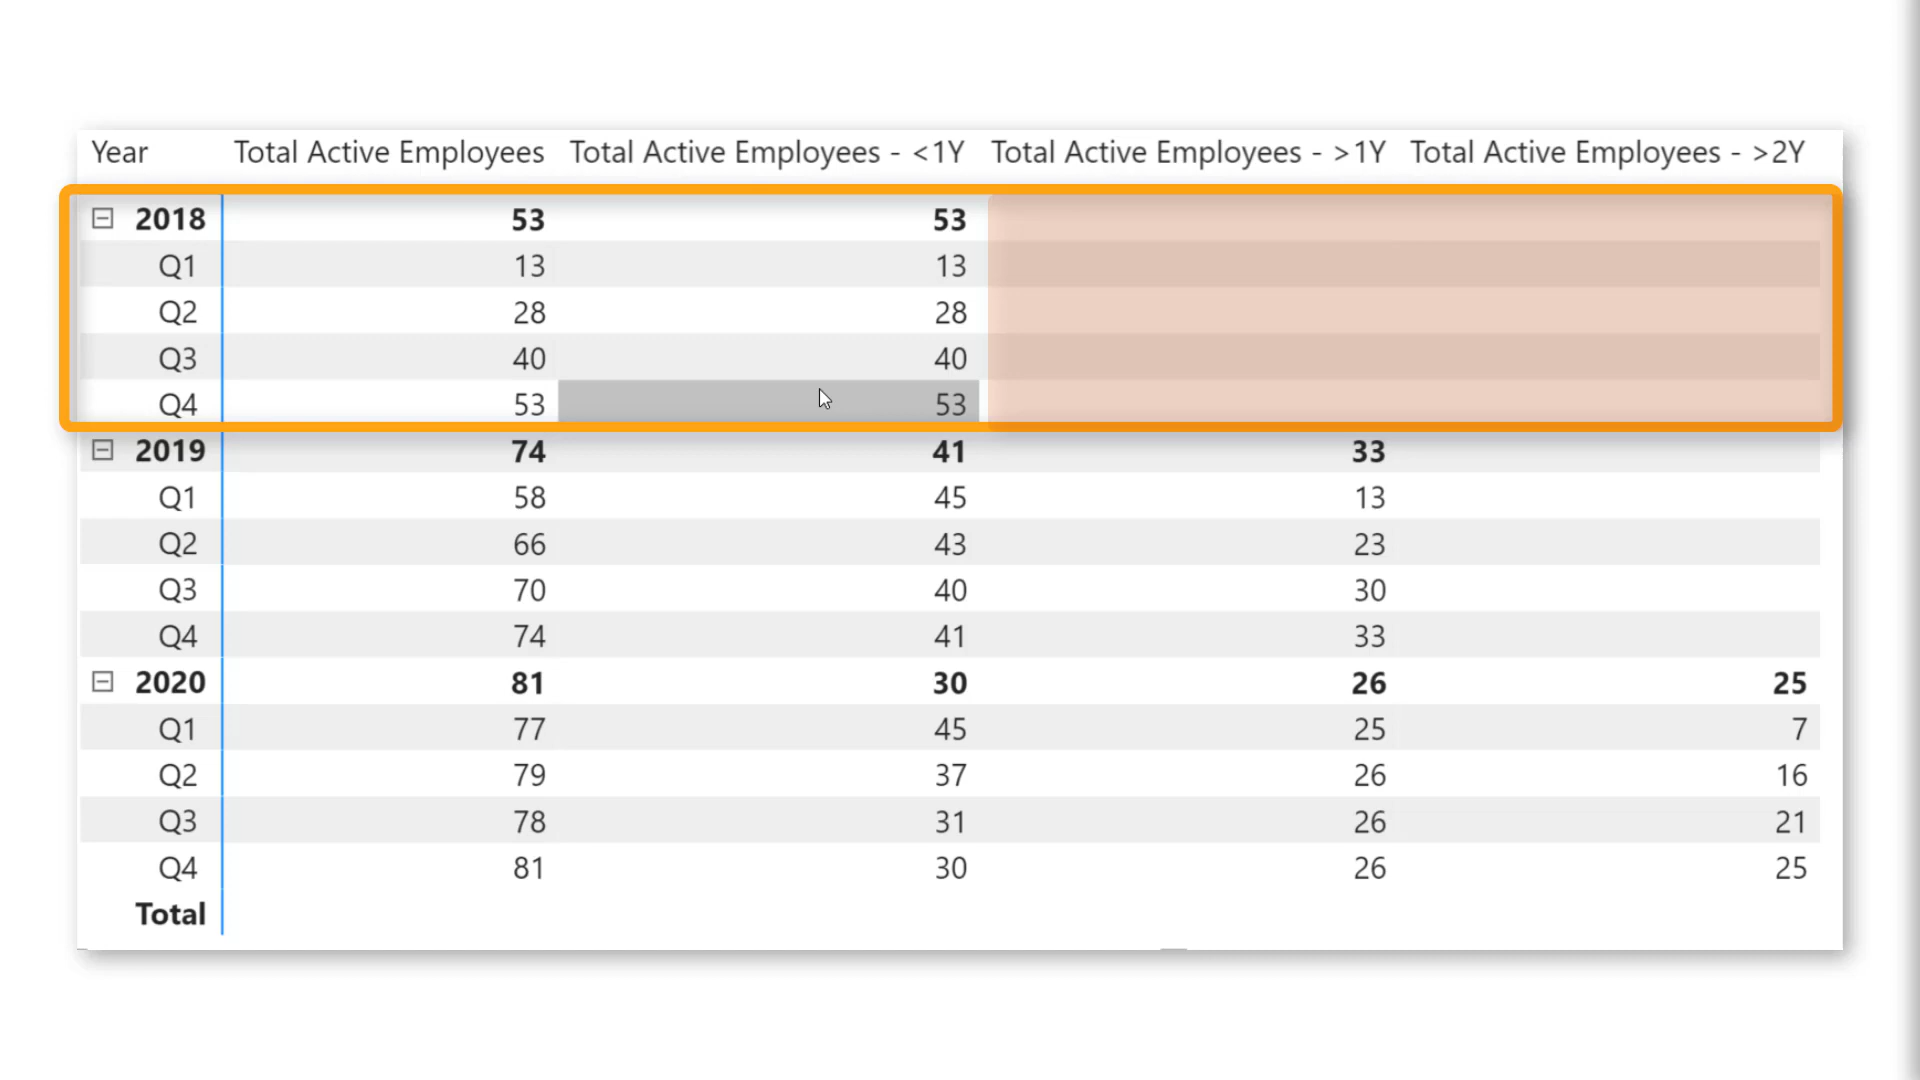 Year Total Active Employees Total Active Employees - <1Y Total Active Employees - >1Y Total Active Employees - >2Y
2018 53 53
Q1 13 13
Q2 28 28
Q3 40 40
Q4 53 53
2019 74 41 33
Q1 58 45 13
Q2 66 43 23
Q3 70 40 30
Q4 74 41 33
2020 81 30 26 25
Q1 77 45 25 7
Q2 79 37 26 16
Q3 78 31 26 21
Q4 81 30 26 25
Total